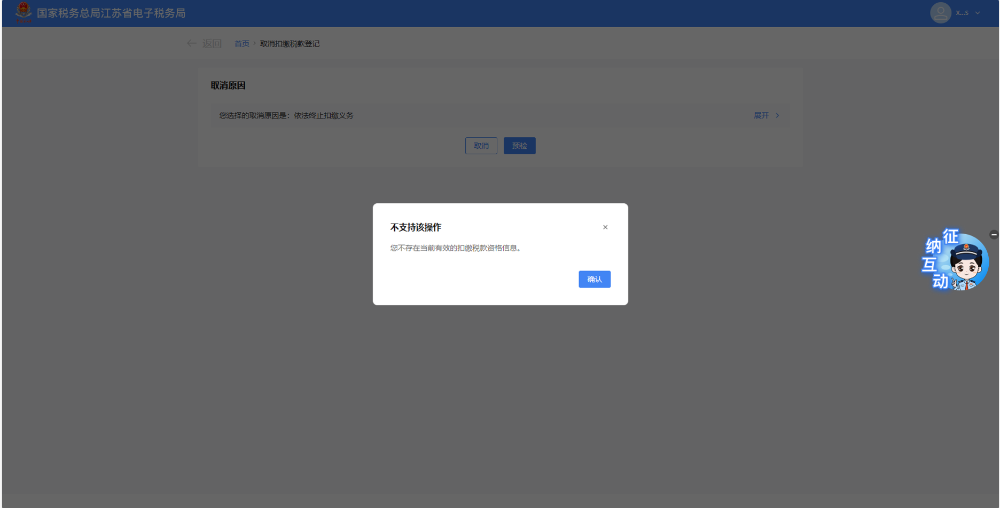 国家税务总局江苏省电子税务局
x...s
返回 首页 取消扣缴税款登记
取消原因
您选择的取消原因是：依法终止扣缴义务
展开
取消 预检
不支持该操作
您不存在当前有效的扣缴税款资格信息。
确认
征
纳
互
动